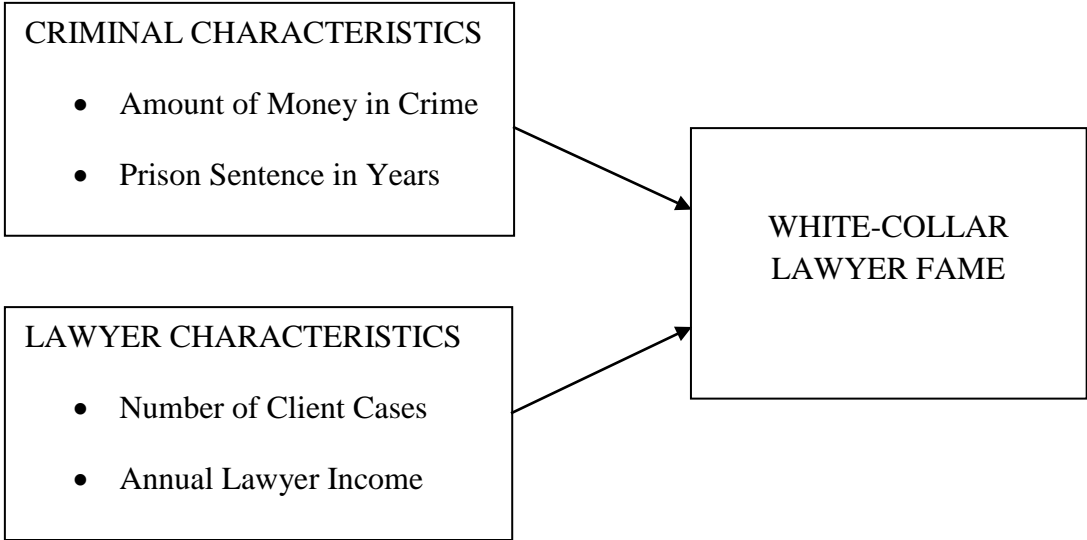 CRIMINAL CHARACTERISTICS
• Amount of Money in Crime
• Prison Sentence in Years
WHITE-COLLAR
LAWYER FAME
LAWYER CHARACTERISTICS
• Number of Client Cases
• Annual Lawyer Income